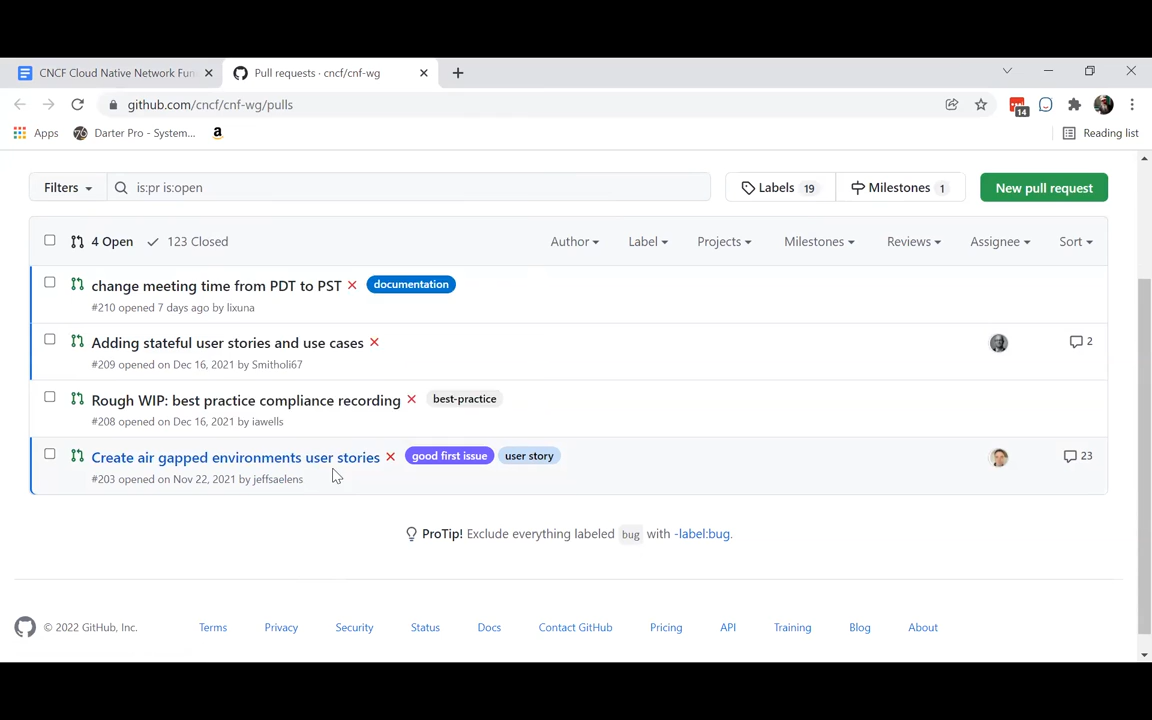 CNCF Cloud Native Network Fun
Pull requests · cncf/cnf-wg
github.com/cncf/cnf-wg/pulls
14
Apps
Darter Pro - System...
Reading list
Filters
is:pr is:open
Labels 19
Milestones 1
New pull request
4 Open
123 Closed
Author
Label
Projects
Milestones
Reviews
Assignee
Sort
change meeting time from PDT to PST
documentation
#210 opened 7 days ago by lixuna
Adding stateful user stories and use cases
2
#209 opened on Dec 16, 2021 by Smitholi67
Rough WIP: best practice compliance recording
best-practice
#208 opened on Dec 16, 2021 by iawells
Create air gapped environments user stories
good first issue
user story
23
#203 opened on Nov 22, 2021 by jeffsaelens
ProTip! Exclude everything labeled bug with -label:bug.
© 2022 GitHub, Inc.
Terms
Privacy
Security
Status
Docs
Contact GitHub
Pricing
API
Training
Blog
About